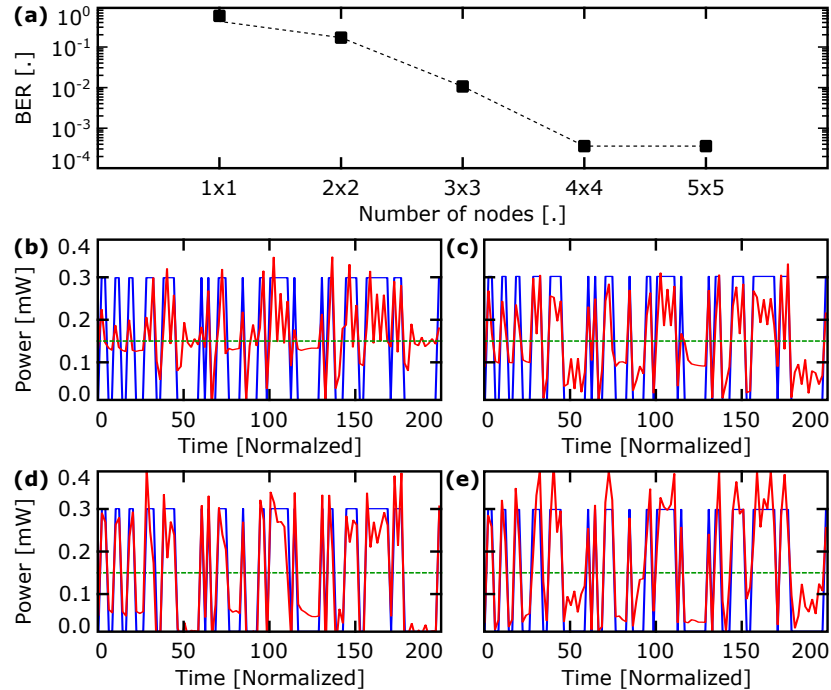 (a)
BER [.]
10^0
10^-1
10^-2
10^-3
10^-4
1x1 2x2 3x3 4x4 5x5
Number of nodes [.]
(b)
Power [mW]
0.4
0.3
0.2
0.1
0.0
0 50 100 150 200
Time [Normalzed]
(c)
0 50 100 150 200
Time [Normalzed]
(d)
Power [mW]
0.4
0.3
0.2
0.1
0.0
0 50 100 150 200
Time [Normalized]
(e)
0 50 100 150 200
Time [Normalized]